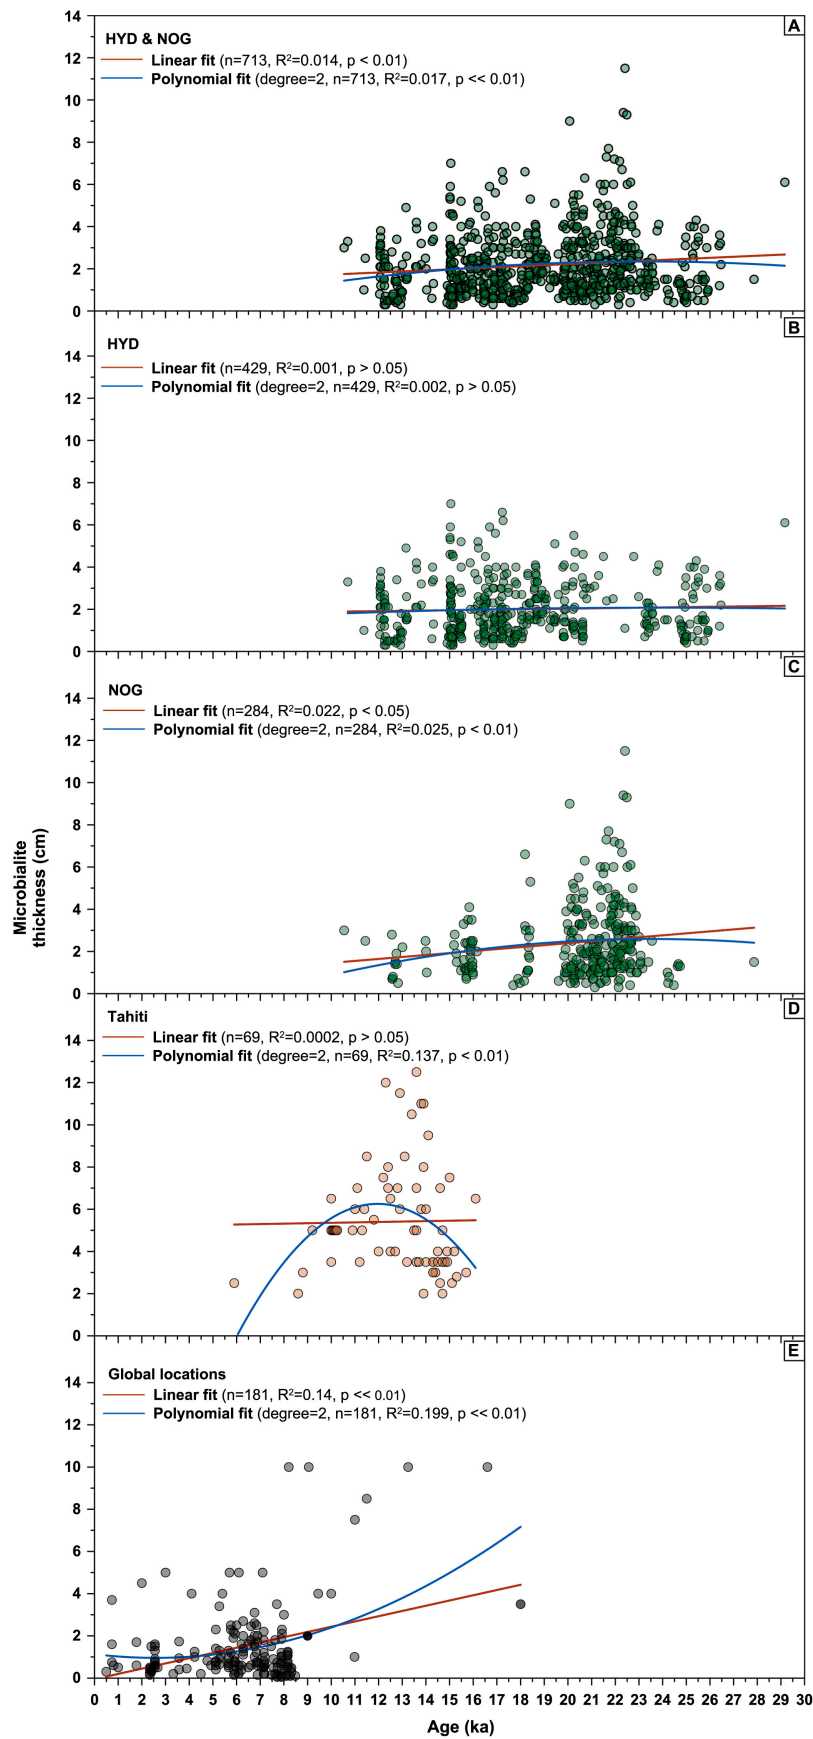 A
HYD & NOG
Linear fit (n=713, R²=0.014, p < 0.01)
Polynomial fit (degree=2, n=713, R²=0.017, p << 0.01)
14
12
10
8
6
4
2
0
B
HYD
Linear fit (n=429, R²=0.001, p > 0.05)
Polynomial fit (degree=2, n=429, R²=0.002, p > 0.05)
14
12
10
8
6
4
2
0
C
NOG
Linear fit (n=284, R²=0.022, p < 0.05)
Polynomial fit (degree=2, n=284, R²=0.025, p < 0.01)
14
12
10
8
6
4
2
0
Microbialite
thickness (cm)
D
Tahiti
Linear fit (n=69, R²=0.0002, p > 0.05)
Polynomial fit (degree=2, n=69, R²=0.137, p < 0.01)
14
12
10
8
6
4
2
0
E
Global locations
Linear fit (n=181, R²=0.14, p << 0.01)
Polynomial fit (degree=2, n=181, R²=0.199, p << 0.01)
14
12
10
8
6
4
2
0
0 1 2 3 4 5 6 7 8 9 10 11 12 13 14 15 16 17 18 19 20 21 22 23 24 25 26 27 28 29 30
Age (ka)